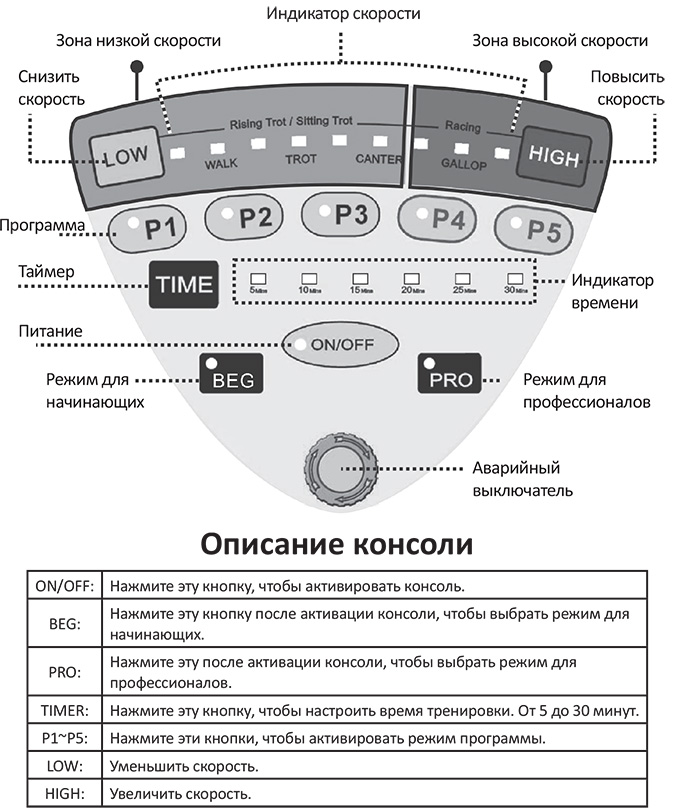 Индикатор скорости
Зона низкой скорости
Зона высокой скорости
Снизить
скорость
Повысить
скорость
Rising Trot / Sitting Trot
Racing
LOW
WALK
TROT
CANTER
GALLOP
HIGH
Программа
P1
P2
P3
P4
P5
Таймер
TIME
5Mins
10Mins
15Mins
20Mins
25Mins
30Mins
Индикатор
времени
Питание
ON/OFF
Режим для
начинающих
BEG
PRO
Режим для
профессионалов
Аварийный
выключатель
Описание консоли
ON/OFF: Нажмите эту кнопку, чтобы активировать консоль.
BEG: Нажмите эту кнопку после активации консоли, чтобы выбрать режим для
начинающих.
PRO: Нажмите эту после активации консоли, чтобы выбрать режим для
профессионалов.
TIMER: Нажмите эту кнопку, чтобы настроить время тренировки. От 5 до 30 минут.
P1~P5: Нажмите эти кнопки, чтобы активировать режим программы.
LOW: Уменьшить скорость.
HIGH: Увеличить скорость.